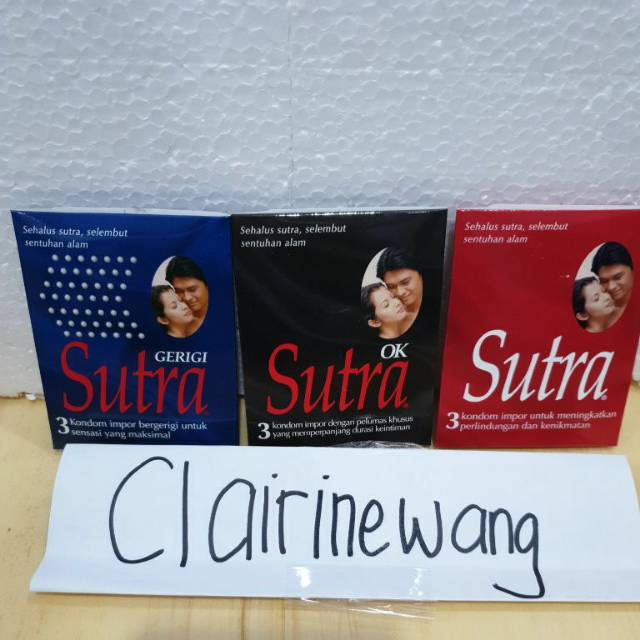 Sehalus sutra, selembut
sentuhan alam
GERIGI
Sutra®
3 Kondom impor bergerigi untuk
sensasi yang maksimal
Sehalus sutra, selembut
sentuhan alam
OK
Sutra®
3 kondom impor dengan pelumas khusus
yang memperpanjang durasi keintiman
Sehalus sutra, selembut
sentuhan alam
Sutra®
3 kondom impor untuk meningkatkan
perlindungan dan kenikmatan
Clairinewang